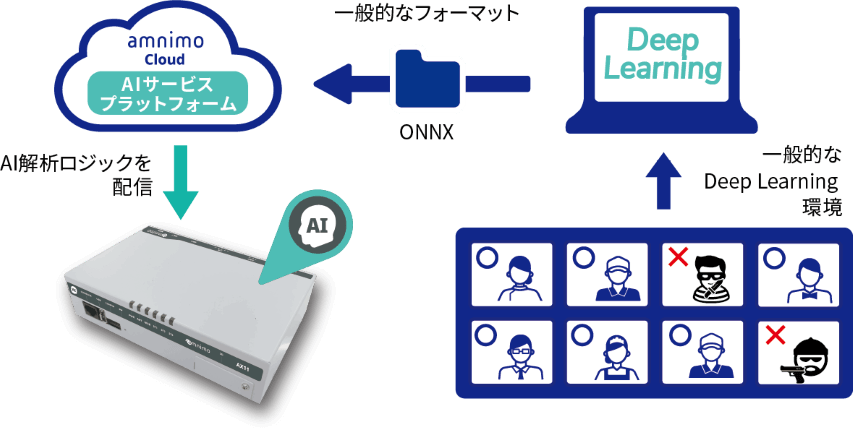 amnimo
Cloud
AIサービス
プラットフォーム
一般的なフォーマット
ONNX
Deep
Learning
一般的な
Deep Learning
環境
AI解析ロジックを
配信
AI
amnimo
AX11